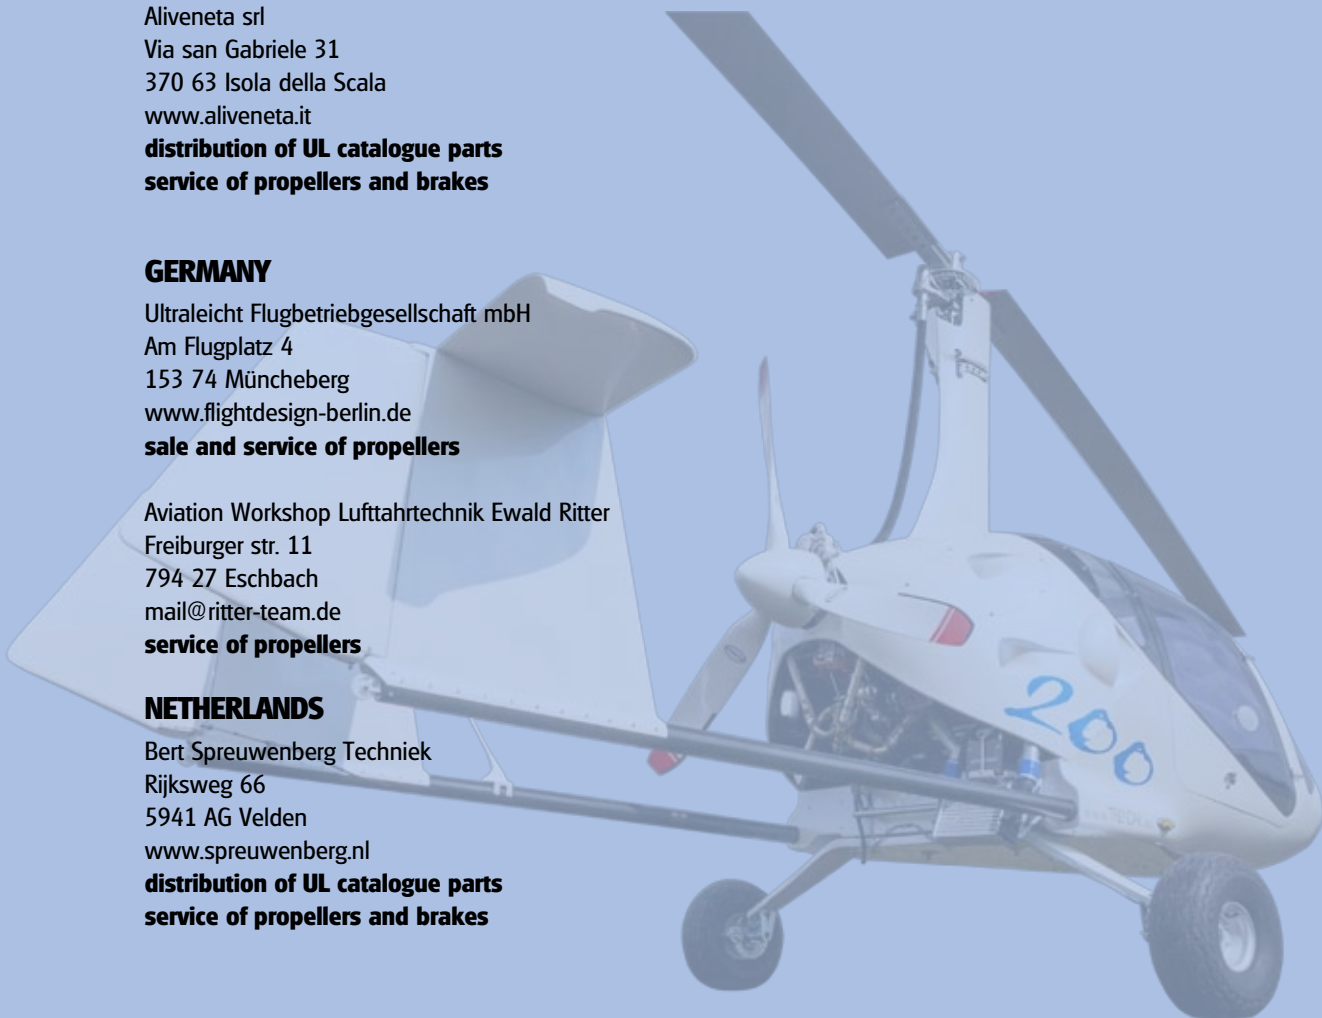 Aliveneta srl
Via san Gabriele 31
370 63 Isola della Scala
www.aliveneta.it
distribution of UL catalogue parts
service of propellers and brakes
GERMANY
Ultraleicht Flugbetriebgesellschaft mbH
Am Flugplatz 4
153 74 Müncheberg
www.flightdesign-berlin.de
sale and service of propellers
Aviation Workshop Lufttahrtechnik Ewald Ritter
Freiburger str. 11
794 27 Eschbach
mail@ritter-team.de
service of propellers
NETHERLANDS
Bert Spreuwenberg Techniek
Rijksweg 66
5941 AG Velden
www.spreuwenberg.nl
distribution of UL catalogue parts
service of propellers and brakes
200